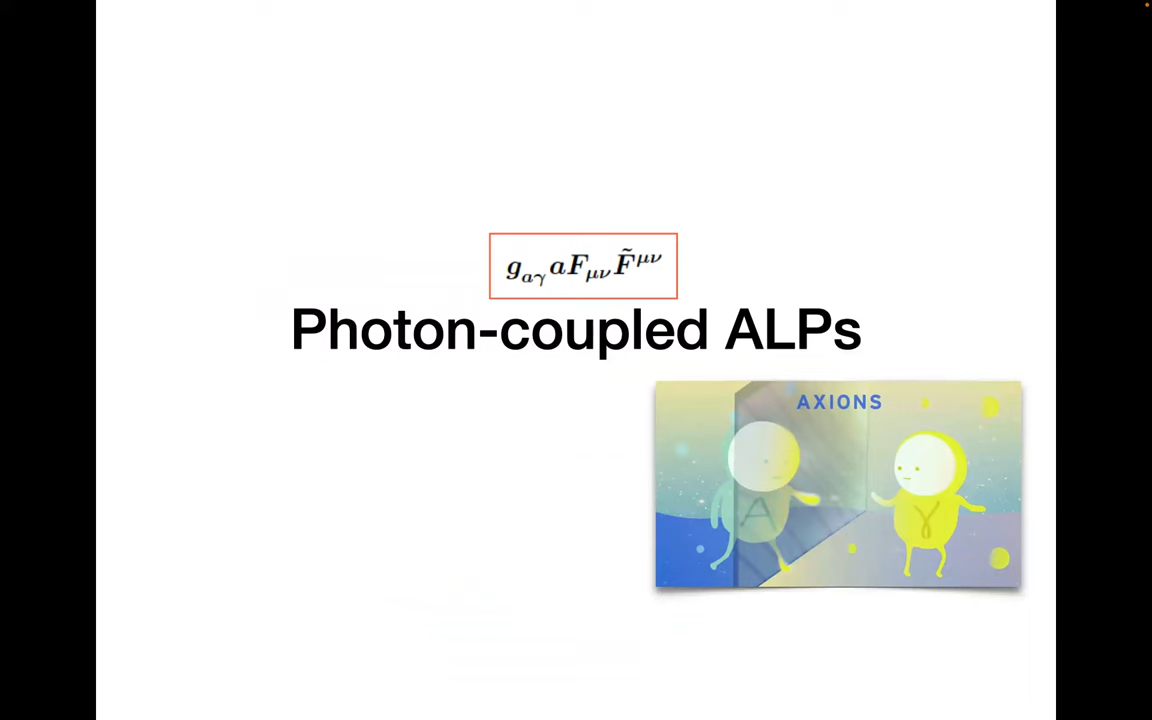 g_{aγ} a F_{μν} F̃^{μν}
Photon-coupled ALPs
AXIONS
A γ